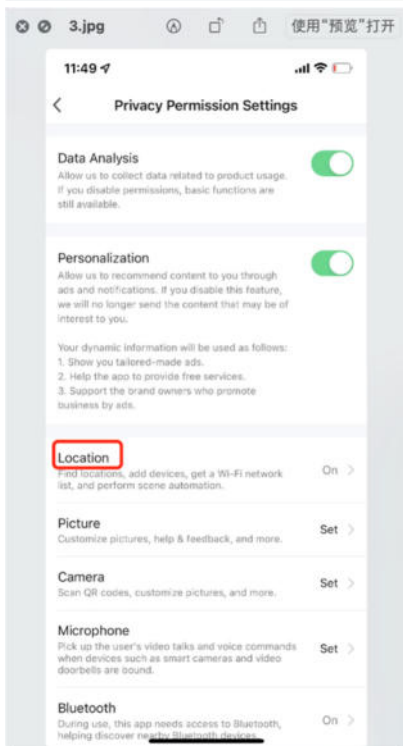 3.jpg
使用"预览"打开
11:49
Privacy Permission Settings
Data Analysis
Allow us to collect data related to product usage.
If you disable permissions, basic functions are
still available.
Personalization
Allow us to recommend content to you through
ads and notifications. If you disable this feature,
we will no longer send the content that may be of
interest to you.
Your dynamic information will be used as follows:
1. Show you tailored-made ads.
2. Help the app to provide free services.
3. Support the brand owners who promote
business by ads.
Location
Find locations, add devices, get a Wi-Fi network
list, and perform scene automation.
On
Picture
Customize pictures, help & feedback, and more.
Set
Camera
Scan QR codes, customize pictures, and more.
Set
Microphone
Pick up the user's video talks and voice commands
when devices such as smart cameras and video
doorbells are bound.
Set
Bluetooth
During use, this app needs access to Bluetooth,
helping discover nearby Bluetooth devices.
On